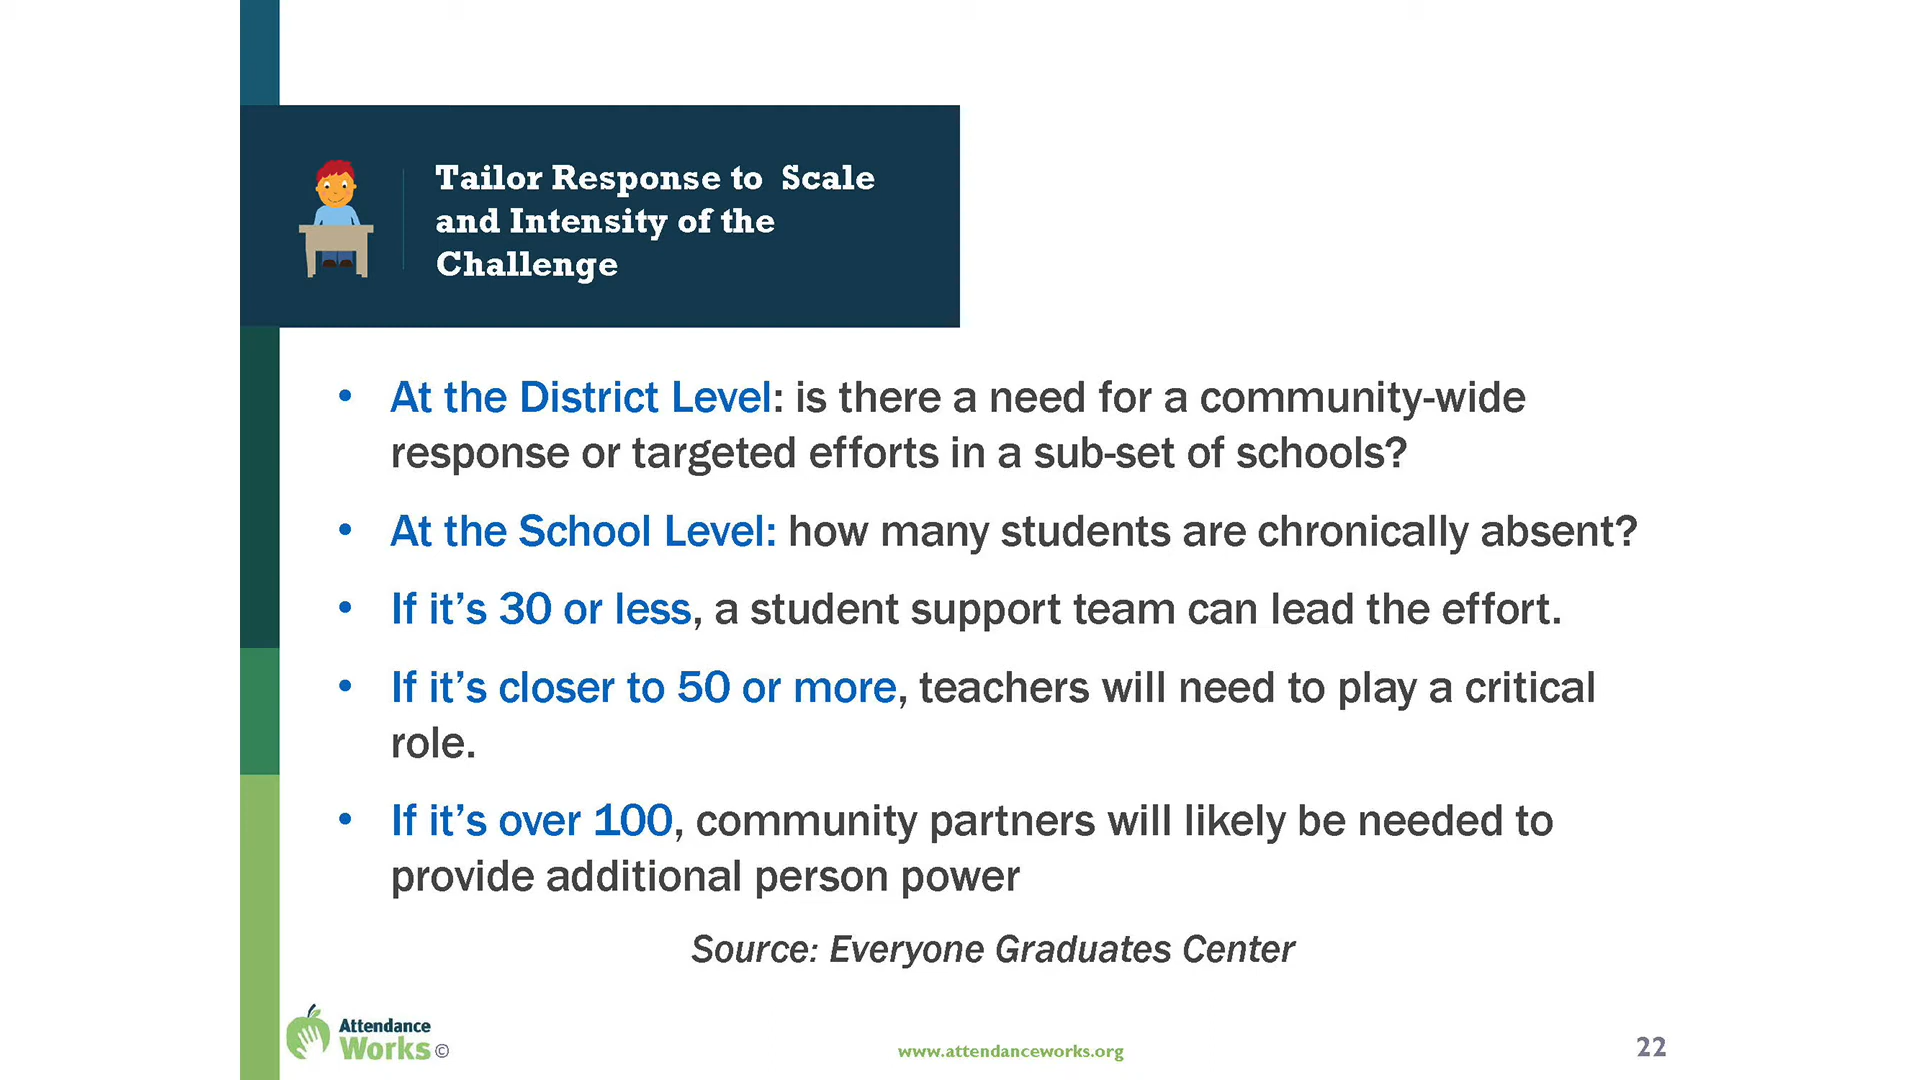 Tailor Response to  Scale
and Intensity of the
Challenge
• At the District Level: is there a need for a community-wide
response or targeted efforts in a sub-set of schools?
• At the School Level: how many students are chronically absent?
• If it’s 30 or less, a student support team can lead the effort.
• If it’s closer to 50 or more, teachers will need to play a critical
role.
• If it’s over 100, community partners will likely be needed to
provide additional person power
Source: Everyone Graduates Center
Attendance
Works ©
www.attendanceworks.org
22